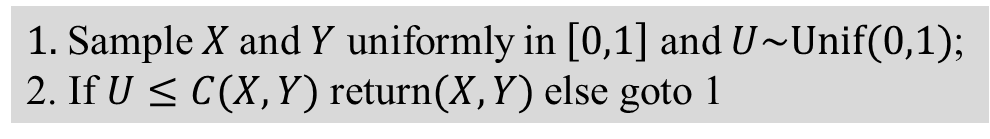 1. Sample X and Y uniformly in [0,1] and U~Unif(0,1);
2. If U ≤ C(X,Y) return(X,Y) else goto 1